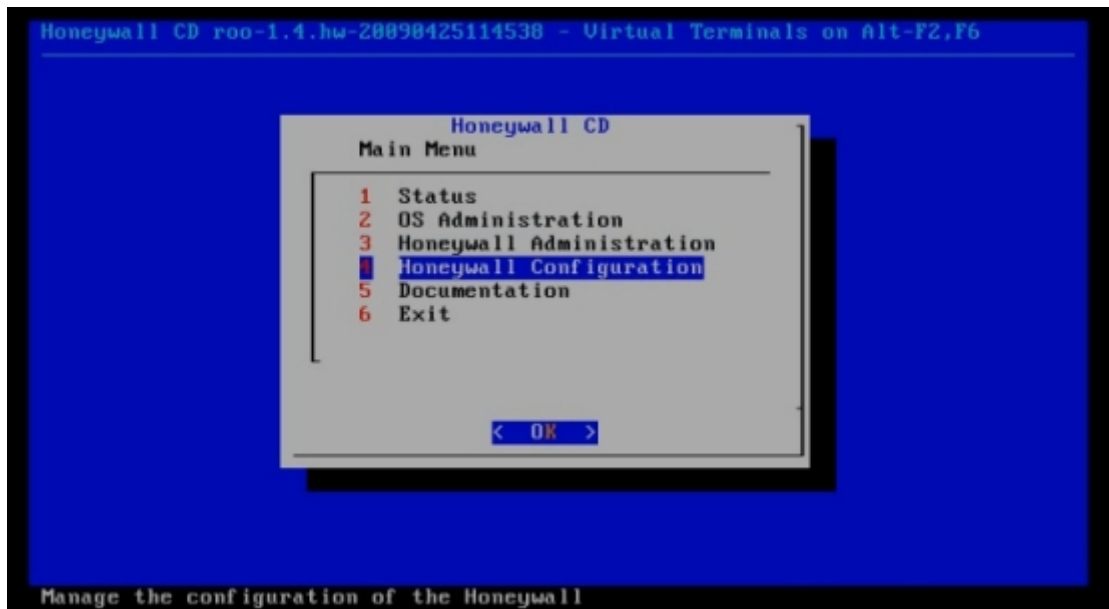 Honeywall CD roo-1.4.hw-20090425114538 - Virtual Terminals on Alt-F2,F6
Honeywall CD
Main Menu
1 Status
2 OS Administration
3 Honeywall Administration
4 Honeywall Configuration
5 Documentation
6 Exit
< OK >
Manage the configuration of the Honeywall